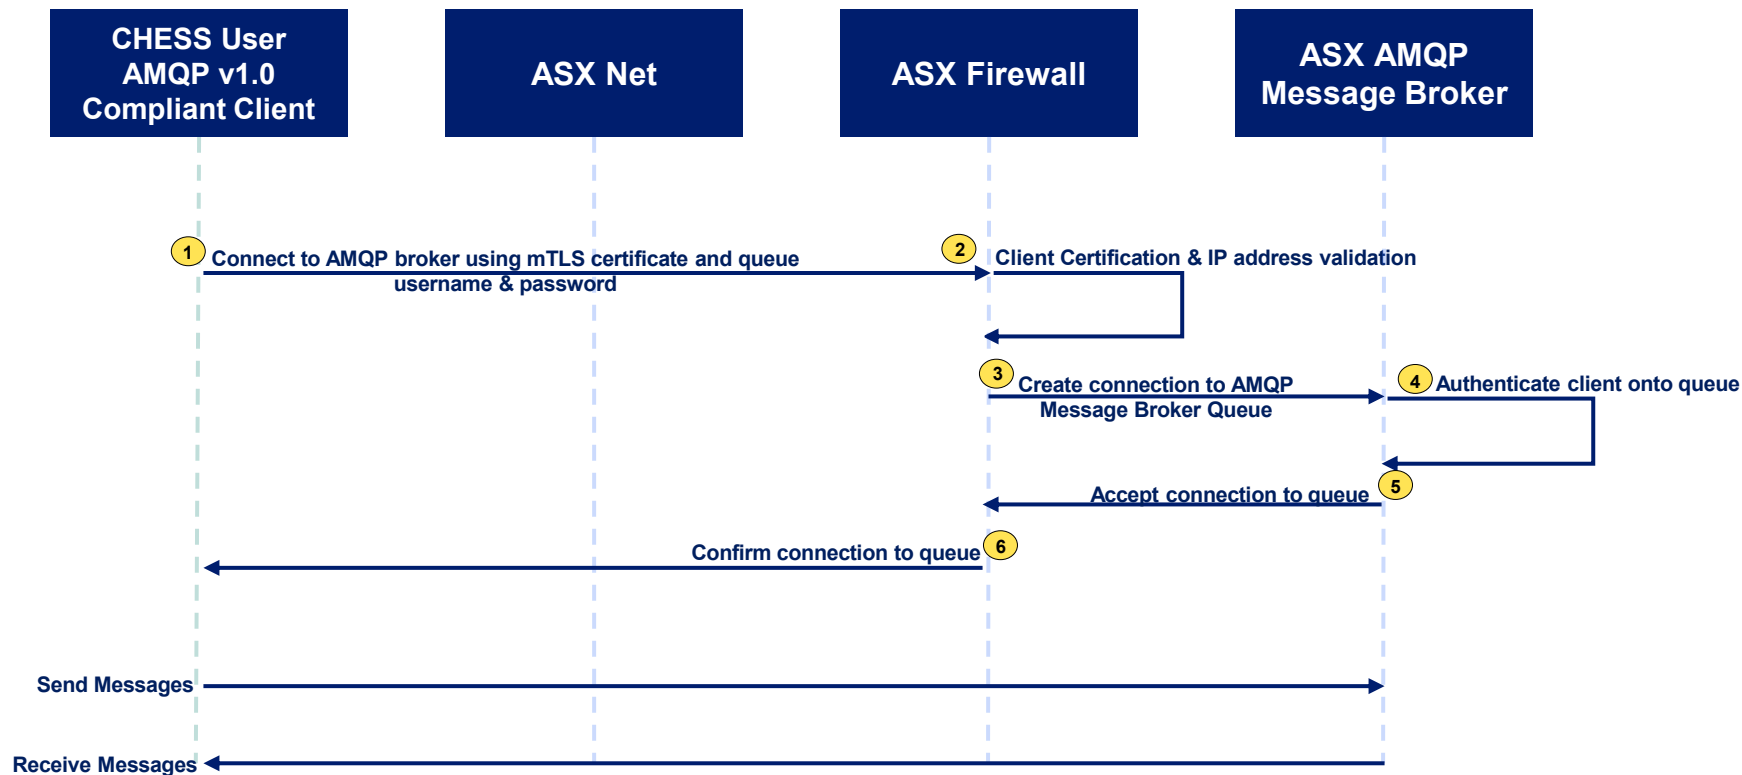 CHESS User
AMQP v1.0
Compliant Client
ASX Net
ASX Firewall
ASX AMQP
Message Broker
1
Connect to AMQP broker using mTLS certificate and queue
username & password
2
Client Certification & IP address validation
3
Create connection to AMQP
Message Broker Queue
4
Authenticate client onto queue
Accept connection to queue
5
Confirm connection to queue
6
Send Messages
Receive Messages